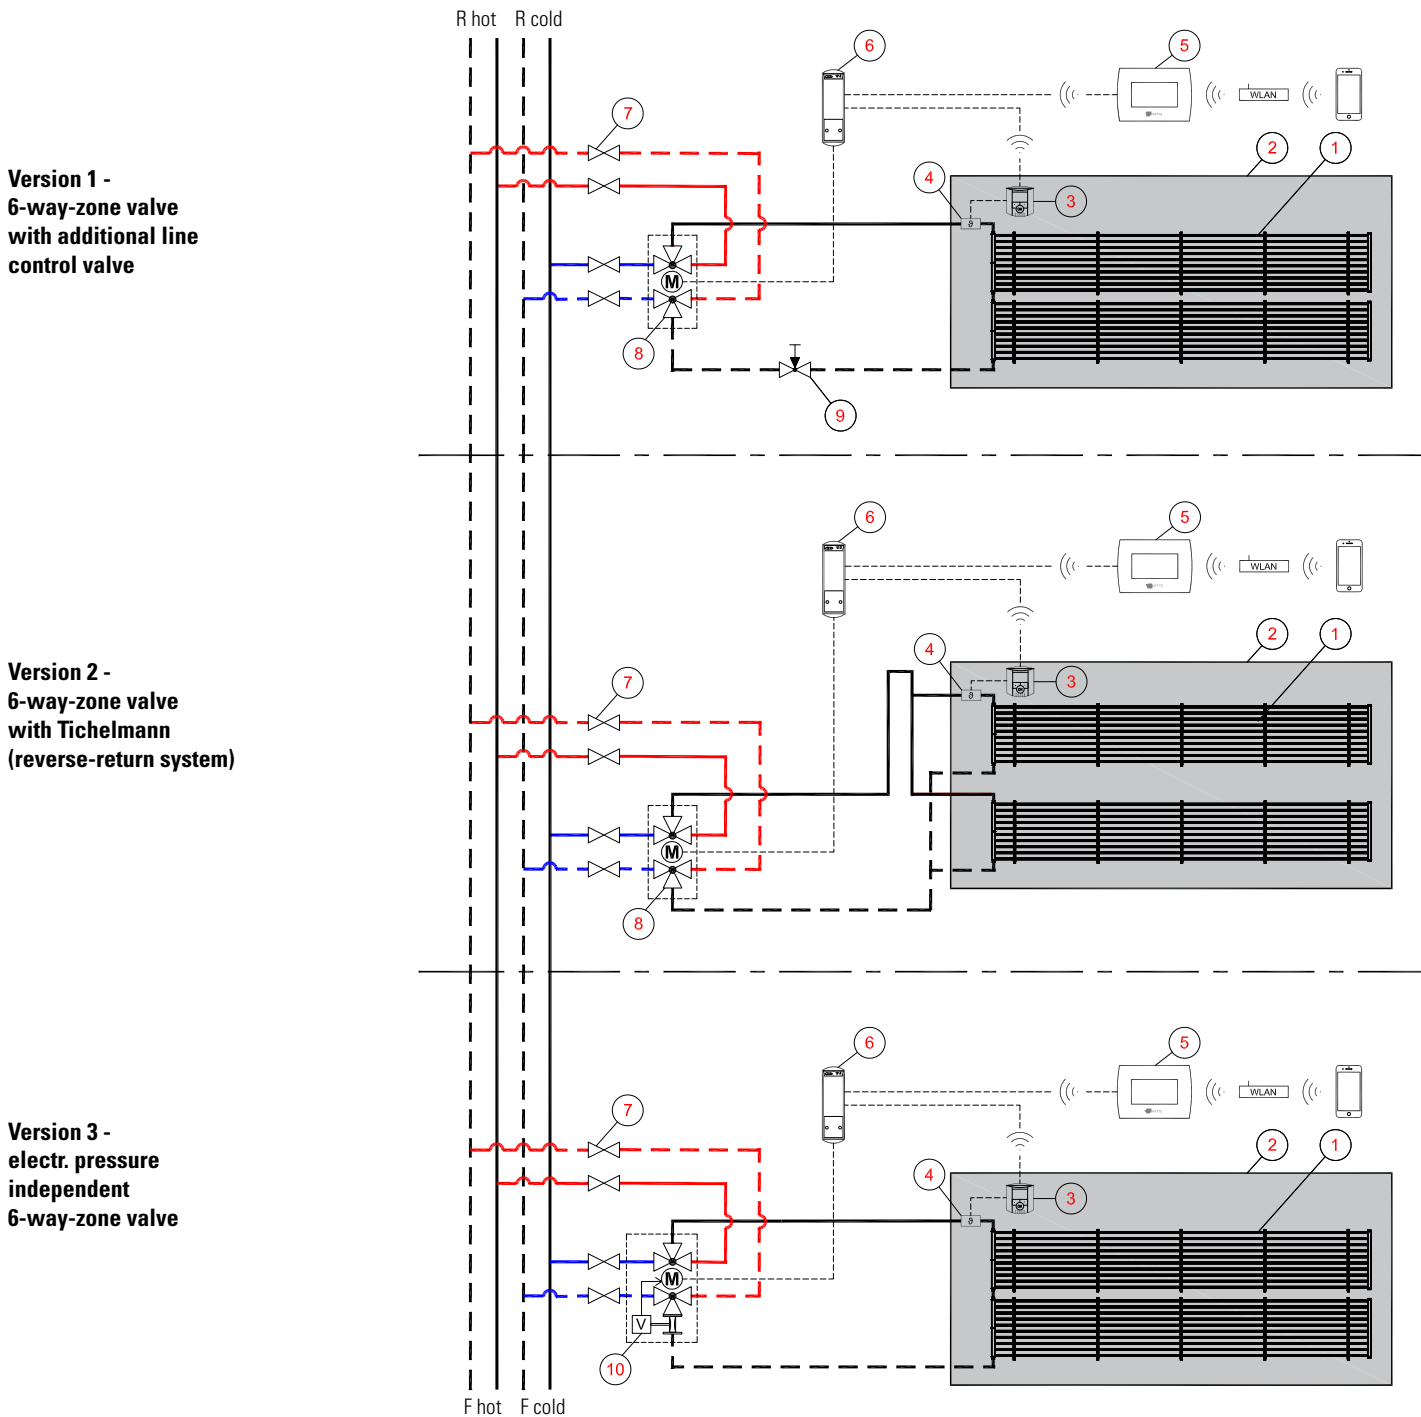 R hot R cold
6
5
WLAN
7
2
1
4
3
Version 1 -
6-way-zone valve
with additional line
control valve
M
8
9
6
5
WLAN
2
1
4
3
7
Version 2 -
6-way-zone valve
with Tichelmann
(reverse-return system)
M
8
6
5
WLAN
7
2
1
4
3
Version 3 -
electr. pressure
independent
6-way-zone valve
M
V
10
F hot F cold